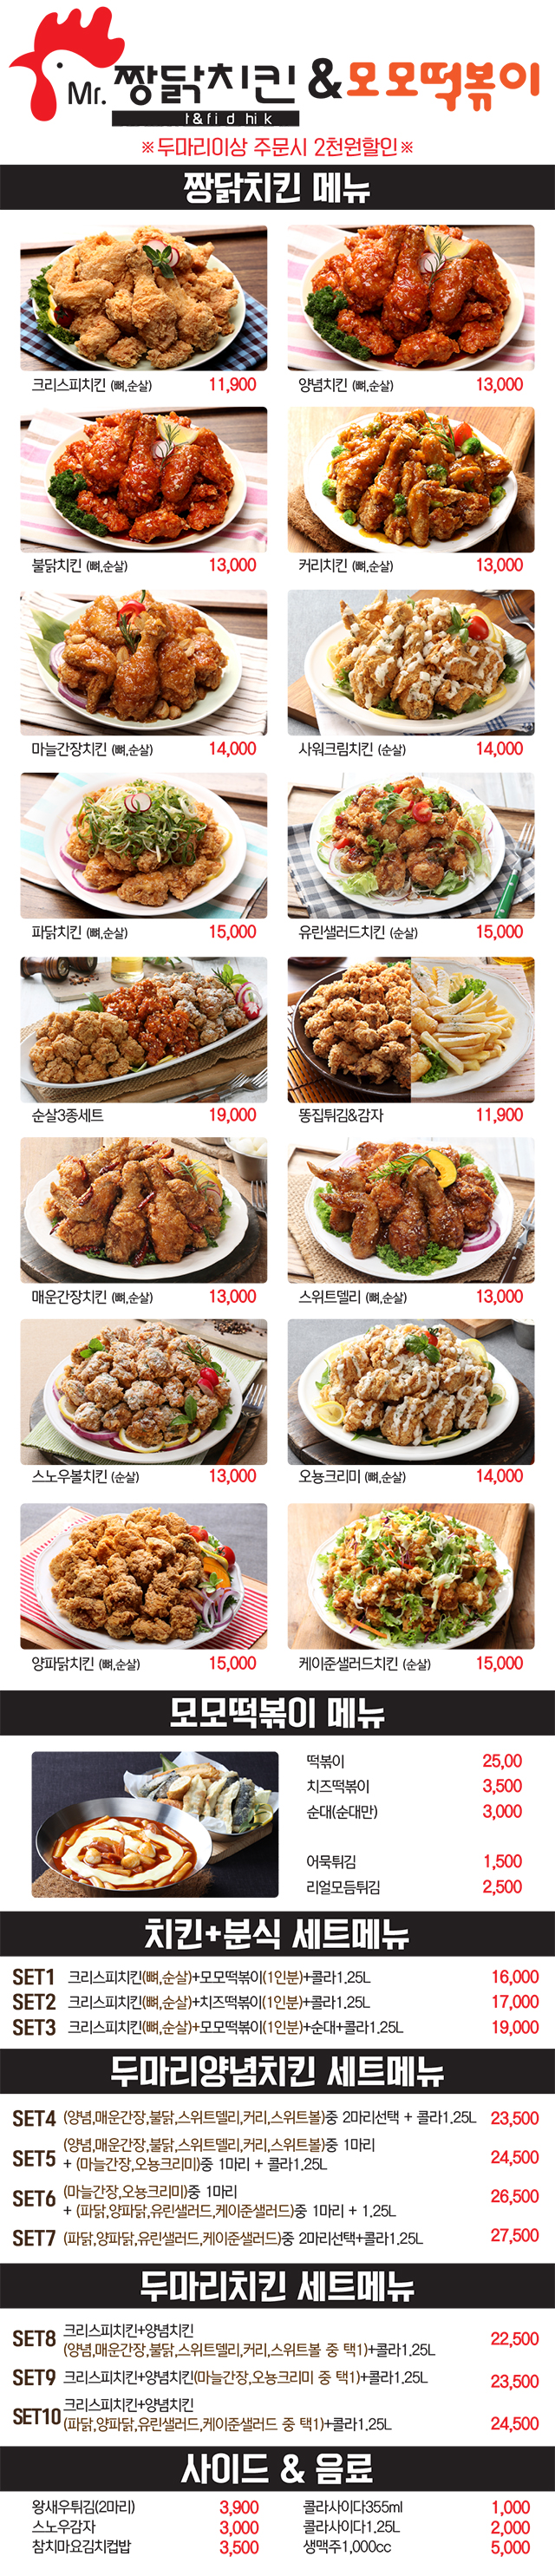 Mr. 짱닭치킨 & 모모떡볶이
t&fi d hi k
※두마리이상 주문시 2천원할인※
짱닭치킨 메뉴
크리스피치킨 (뼈,순살) 11,900
양념치킨 (뼈,순살) 13,000
불닭치킨 (뼈,순살) 13,000
커리치킨 (뼈,순살) 13,000
마늘간장치킨 (뼈,순살) 14,000
사워크림치킨 (순살) 14,000
파닭치킨 (뼈,순살) 15,000
유린샐러드치킨 (순살) 15,000
순살3종세트 19,000
똥집튀김&감자 11,900
매운간장치킨 (뼈,순살) 13,000
스위트델리 (뼈,순살) 13,000
스노우볼치킨 (순살) 13,000
오뇽크리미 (뼈,순살) 14,000
양파닭치킨 (뼈,순살) 15,000
케이준샐러드치킨 (순살) 15,000
모모떡볶이 메뉴
떡볶이 25,00
치즈떡볶이 3,500
순대(순대만) 3,000
어묵튀김 1,500
리얼모듬튀김 2,500
치킨+분식 세트메뉴
SET1 크리스피치킨(뼈,순살)+모모떡볶이(1인분)+콜라1.25L 16,000
SET2 크리스피치킨(뼈,순살)+치즈떡볶이(1인분)+콜라1.25L 17,000
SET3 크리스피치킨(뼈,순살)+모모떡볶이(1인분)+순대+콜라1.25L 19,000
두마리양념치킨 세트메뉴
SET4 (양념,매운간장,불닭,스위트델리,커리,스위트볼)중 2마리선택 + 콜라1.25L 23,500
SET5 (양념,매운간장,불닭,스위트델리,커리,스위트볼)중 1마리
+ (마늘간장,오뇽크리미)중 1마리 + 콜라1.25L 24,500
SET6 (마늘간장,오뇽크리미)중 1마리
+ (파닭,양파닭,유린샐러드,케이준샐러드)중 1마리 + 1.25L 26,500
SET7 (파닭,양파닭,유린샐러드,케이준샐러드)중 2마리선택+콜라1.25L 27,500
두마리치킨 세트메뉴
SET8 크리스피치킨+양념치킨
(양념,매운간장,불닭,스위트델리,커리,스위트볼 중 택1)+콜라1.25L 22,500
SET9 크리스피치킨+양념치킨(마늘간장,오뇽크리미 중 택1)+콜라1.25L 23,500
SET10 크리스피치킨+양념치킨
(파닭,양파닭,유린샐러드,케이준샐러드 중 택1)+콜라1.25L 24,500
사이드 & 음료
왕새우튀김(2마리) 3,900
콜라사이다355ml 1,000
스노우감자 3,000
콜라사이다1.25L 2,000
참치마요김치컵밥 3,500
생맥주1,000cc 5,000